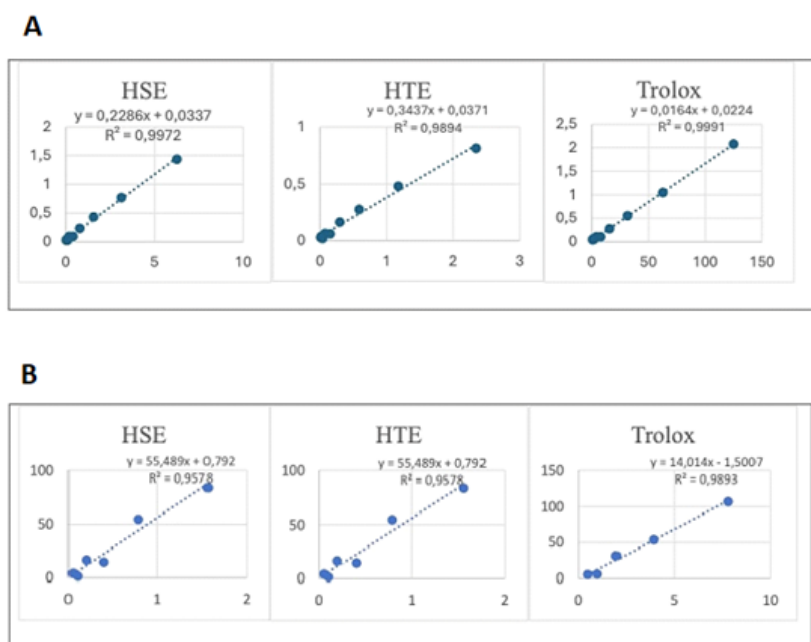 A
HSE
y = 0,2286x + 0,0337
R² = 0,9972
2
1,5
1
0,5
0
0 5 10
HTE
y = 0,3437x + 0,0371
R² = 0,9894
1
0,5
0
0 1 2 3
Trolox
y = 0,0164x + 0,0224
R² = 0,9991
2,5
2
1,5
1
0,5
0
0 50 100 150
B
HSE
y = 55,489x + 0,792
R² = 0,9578
100
50
0
0 1 2
HTE
y = 55,489x + 0,792
R² = 0,9578
100
50
0
0 1 2
Trolox
y = 14,014x - 1,5007
R² = 0,9893
150
100
50
0
0 5 10